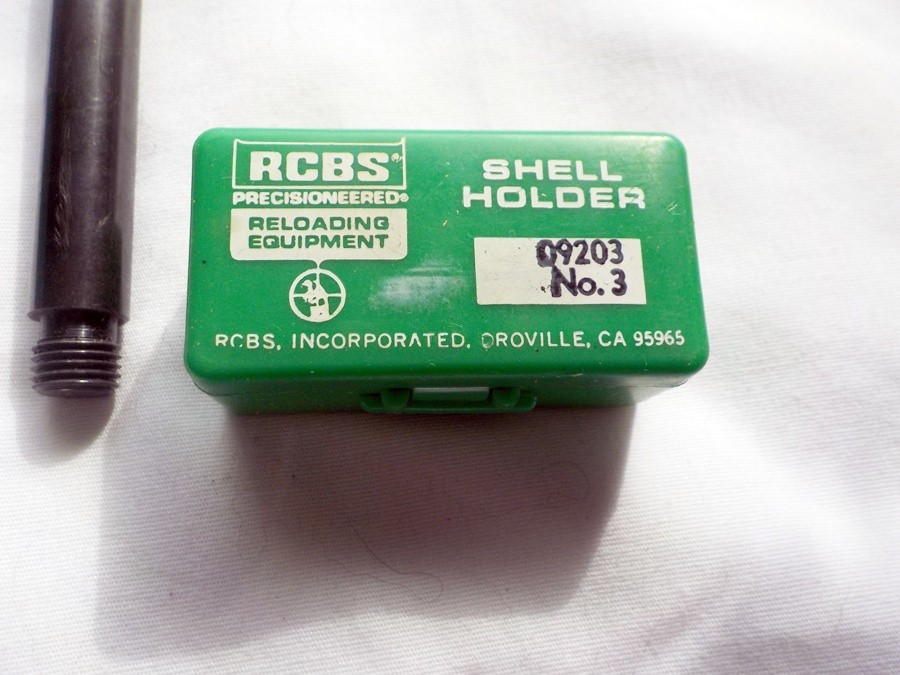 RCBS®
PRECISIONEERED®
RELOADING
EQUIPMENT
SHELL
HOLDER
09203
No. 3
RCBS, INCORPORATED, OROVILLE, CA 95965